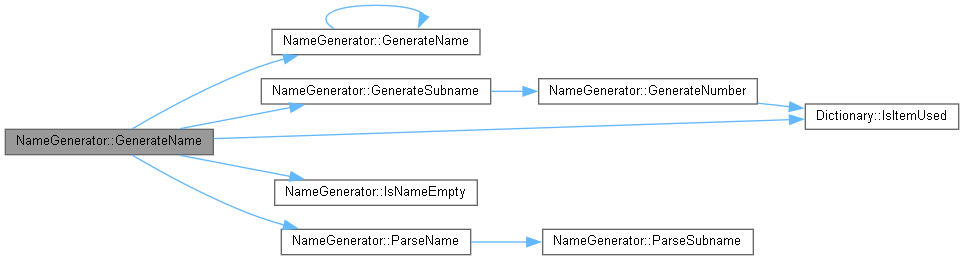 NameGenerator::GenerateName
NameGenerator::GenerateName
NameGenerator::GenerateSubname
NameGenerator::GenerateNumber
Dictionary::IsItemUsed
NameGenerator::IsNameEmpty
NameGenerator::ParseName
NameGenerator::ParseSubname